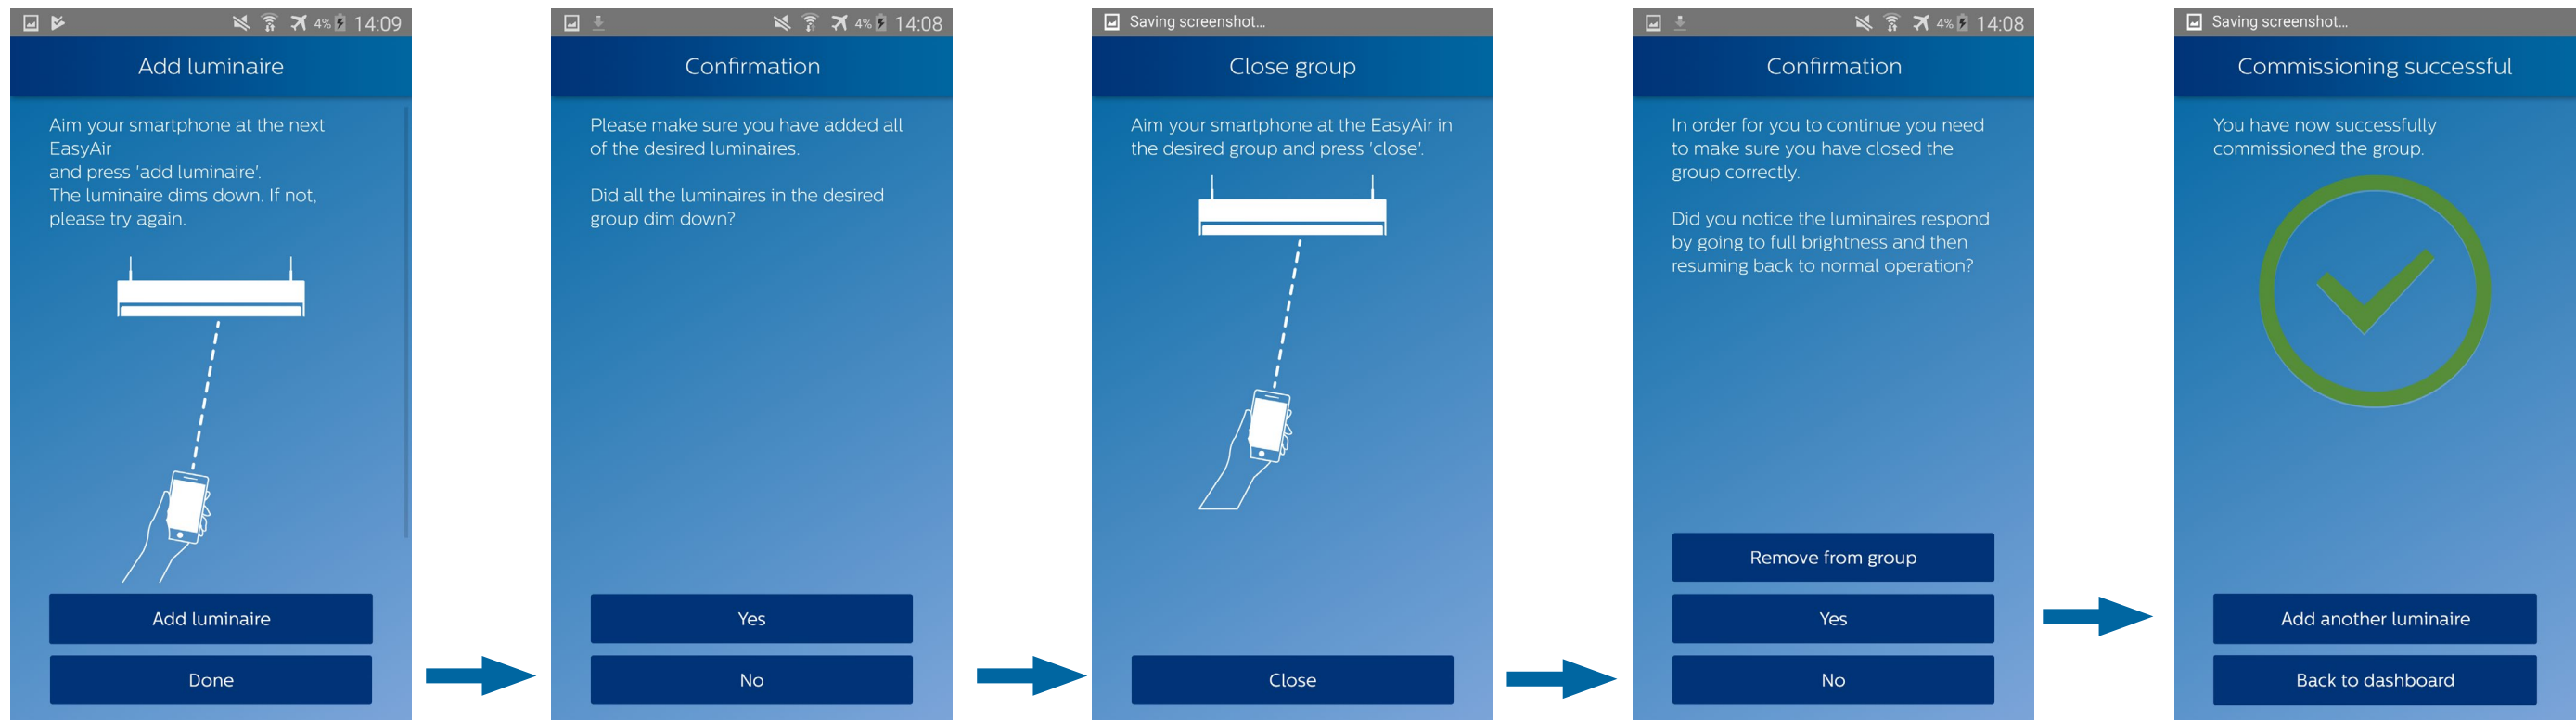 4% 14:09
Add luminaire
Aim your smartphone at the next
EasyAir
and press 'add luminaire'.
The luminaire dims down. If not,
please try again.
Add luminaire
Done
4% 14:08
Confirmation
Please make sure you have added all
of the desired luminaires.
Did all the luminaires in the desired
group dim down?
Yes
No
Saving screenshot...
Close group
Aim your smartphone at the EasyAir in
the desired group and press 'close'.
Close
4% 14:08
Confirmation
In order for you to continue you need
to make sure you have closed the
group correctly.
Did you notice the luminaires respond
by going to full brightness and then
resuming back to normal operation?
Remove from group
Yes
No
Saving screenshot...
Commissioning successful
You have now successfully
commissioned the group.
Add another luminaire
Back to dashboard